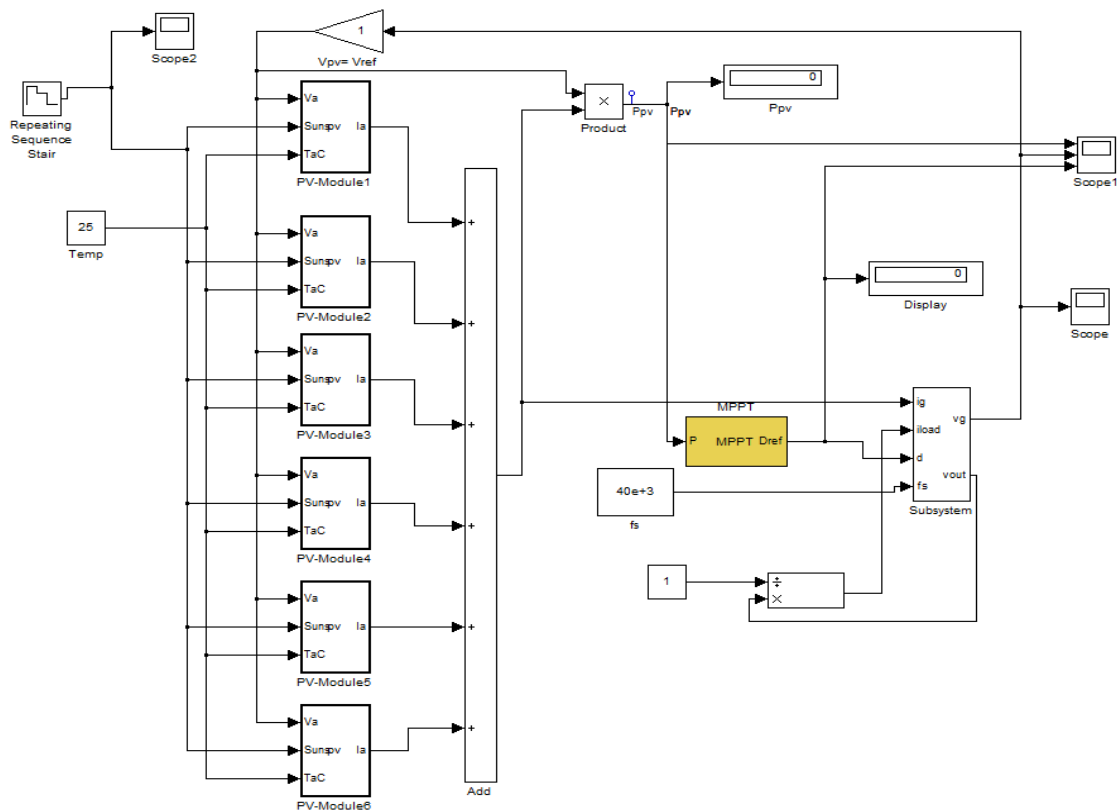 Scope2
1
Vpv= Vref
Repeating
Sequence
Stair
Va
Sunspv
TaC
Ia
PV-Module1
25
Temp
Va
Sunspv
TaC
Ia
PV-Module2
Va
Sunspv
TaC
Ia
PV-Module3
Va
Sunspv
TaC
Ia
PV-Module4
Va
Sunspv
TaC
Ia
PV-Module5
Va
Sunspv
TaC
Ia
PV-Module6
+
+
+
+
+
+
Add
×
Product
Ppv
Ppv
0
Ppv
Scope1
0
Display
Scope
MPPT
P
MPPT
Dref
40e+3
fs
ig
iload
d
fs
vg
vout
Subsystem
1
÷
×